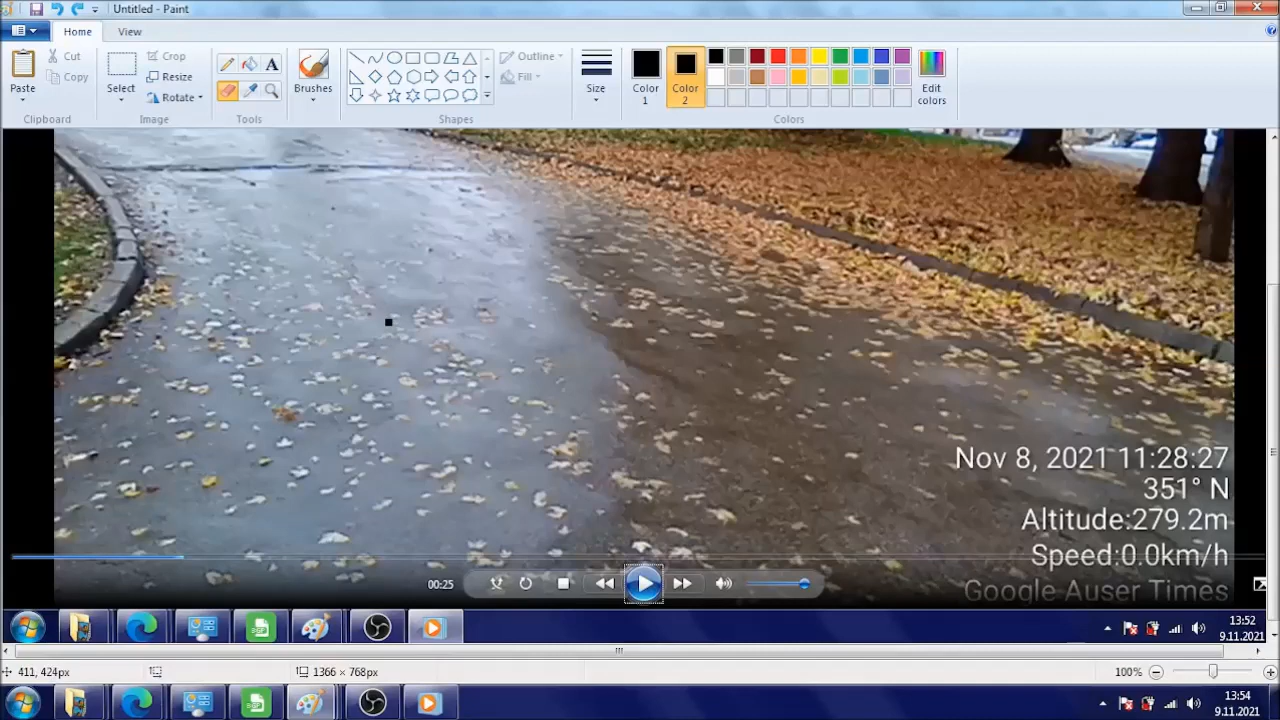 Untitled - Paint
Home
View
Paste
Cut
Copy
Clipboard
Select
Crop
Resize
Rotate
Image
A
Tools
Brushes
Outline
Fill
Shapes
Size
Color 1
Color 2
Edit colors
Colors
Nov 8, 2021 11:28:27
351° N
Altitude:279.2m
Speed:0.0km/h
Google Auser Times
00:25
13:52
9.11.2021
411, 424px
1366 × 768px
100%
13:54
9.11.2021